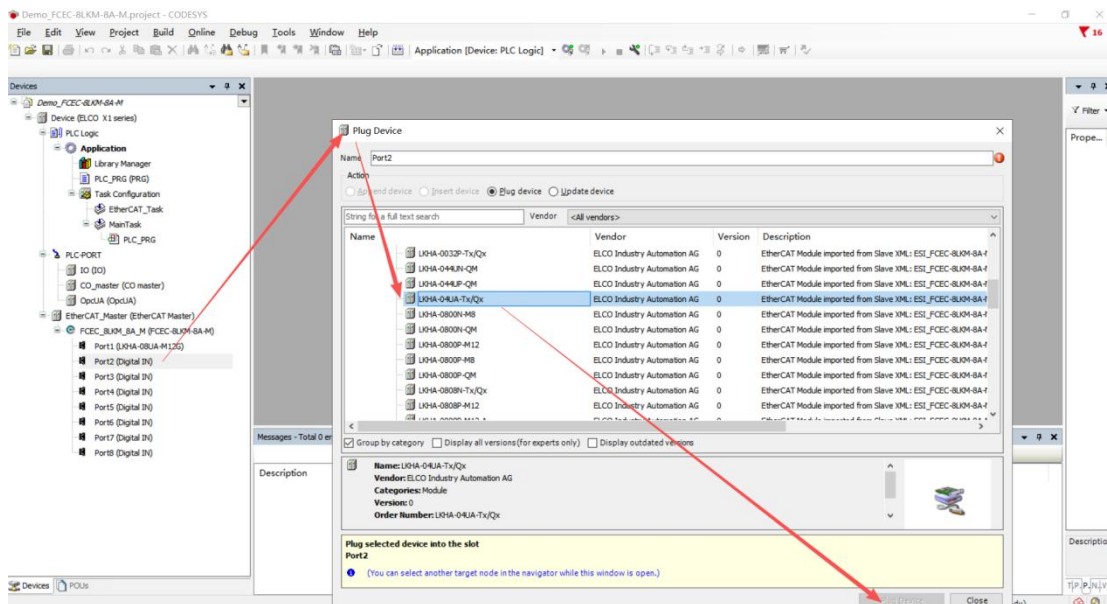 Demo_FCEC-8LKM-8A-M.project - CODESYS
File Edit View Project Build Online Debug Tools Window Help
16
Application [Device: PLC Logic]
Devices
Demo_FCEC-8LKM-8A-M
Device (ELCO X1 series)
PLC Logic
Application
Library Manager
PLC_PRG (PRG)
Task Configuration
EtherCAT_Task
MainTask
PLC_PRG
PLC-PORT
IO (IO)
CO_master (CO master)
OpcUA (OpcUA)
EtherCAT_Master (EtherCAT Master)
FCEC_8LKM_8A_M (FCEC-8LKM-8A-M)
Port1 (LKHA-08UA-M12G)
Port2 (Digital IN)
Port3 (Digital IN)
Port4 (Digital IN)
Port5 (Digital IN)
Port6 (Digital IN)
Port7 (Digital IN)
Port8 (Digital IN)
Devices POUs
Messages - Total 0 er
Description
Plug Device
Name Port2
Action
Append device Insert device Plug device Update device
String for a full text search Vendor <All vendors>
Name Vendor Version Description
LKHA-0032P-Tx/Qx ELCO Industry Automation AG 0 EtherCAT Module imported from Slave XML: ESI_FCEC-8LKM-8A-M
LKHA-044UN-QM ELCO Industry Automation AG 0 EtherCAT Module imported from Slave XML: ESI_FCEC-8LKM-8A-M
LKHA-044UP-QM ELCO Industry Automation AG 0 EtherCAT Module imported from Slave XML: ESI_FCEC-8LKM-8A-M
LKHA-04UA-Tx/Qx ELCO Industry Automation AG 0 EtherCAT Module imported from Slave XML: ESI_FCEC-8LKM-8A-M
LKHA-0800N-M8 ELCO Industry Automation AG 0 EtherCAT Module imported from Slave XML: ESI_FCEC-8LKM-8A-M
LKHA-0800N-QM ELCO Industry Automation AG 0 EtherCAT Module imported from Slave XML: ESI_FCEC-8LKM-8A-M
LKHA-0800P-M12 ELCO Industry Automation AG 0 EtherCAT Module imported from Slave XML: ESI_FCEC-8LKM-8A-M
LKHA-0800P-M8 ELCO Industry Automation AG 0 EtherCAT Module imported from Slave XML: ESI_FCEC-8LKM-8A-M
LKHA-0800P-QM ELCO Industry Automation AG 0 EtherCAT Module imported from Slave XML: ESI_FCEC-8LKM-8A-M
LKHA-0808N-Tx/Qx ELCO Industry Automation AG 0 EtherCAT Module imported from Slave XML: ESI_FCEC-8LKM-8A-M
LKHA-0808P-M12 ELCO Industry Automation AG 0 EtherCAT Module imported from Slave XML: ESI_FCEC-8LKM-8A-M
Group by category Display all versions(for experts only) Display outdated versions
Name: LKHA-04UA-Tx/Qx
Vendor: ELCO Industry Automation AG
Categories: Module
Version: 0
Order Number: LKHA-04UA-Tx/Qx
Plug selected device into the slot
Port2
(You can select another target node in the navigator while this window is open.)
Plug Device Close
Filter
Prope...
Descriptio